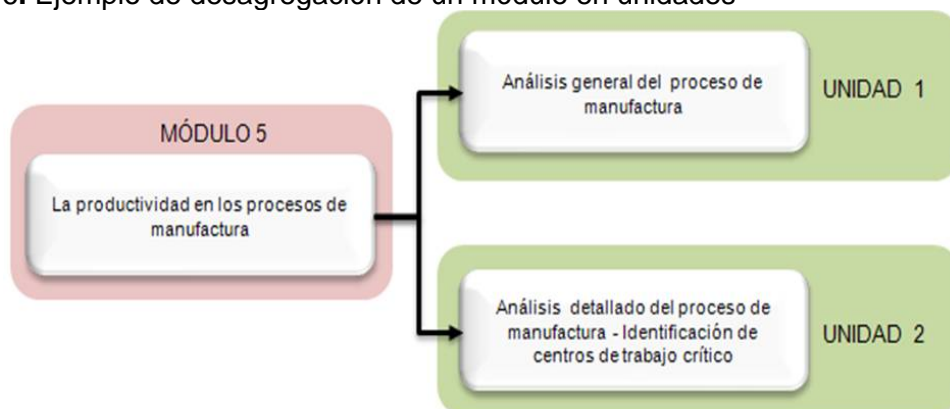 Ejemplo de desagregación de un módulo en unidades
MÓDULO 5
La productividad en los procesos de
manufactura
Análisis general del proceso de
manufactura
UNIDAD 1
Análisis detallado del proceso de
manufactura - Identificación de
centros de trabajo crítico
UNIDAD 2